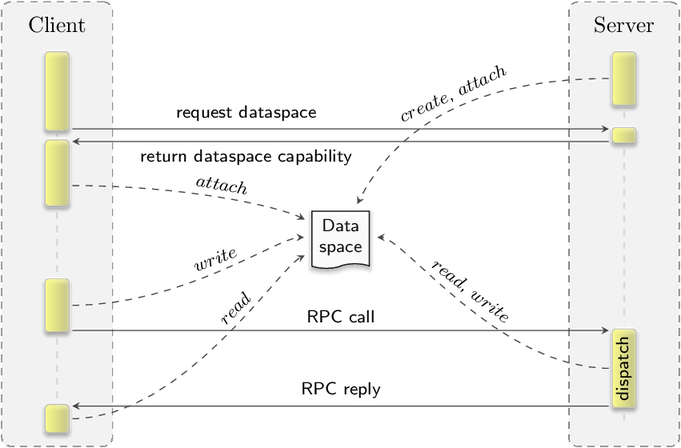 Client
Server
create, attach
request dataspace
return dataspace capability
attach
Data
space
write
read, write
read
RPC call
dispatch
RPC reply